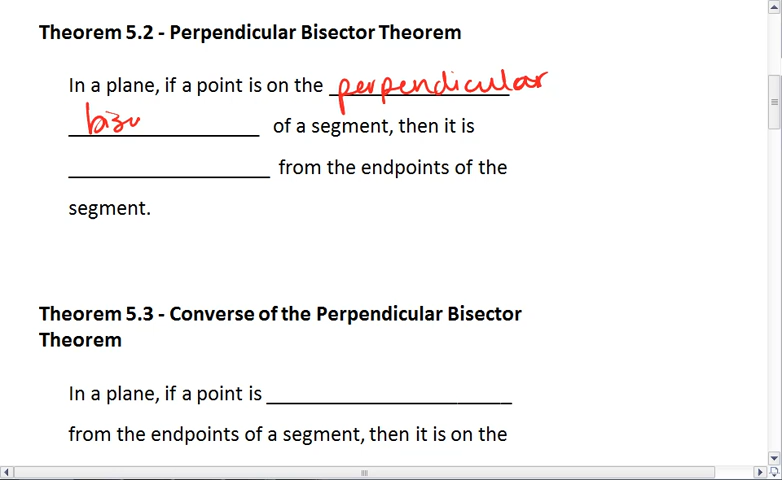 Theorem 5.2 - Perpendicular Bisector Theorem
In a plane, if a point is on the perpendicular
bisc of a segment, then it is
from the endpoints of the
segment.
Theorem 5.3 - Converse of the Perpendicular Bisector
Theorem
In a plane, if a point is
from the endpoints of a segment, then it is on the